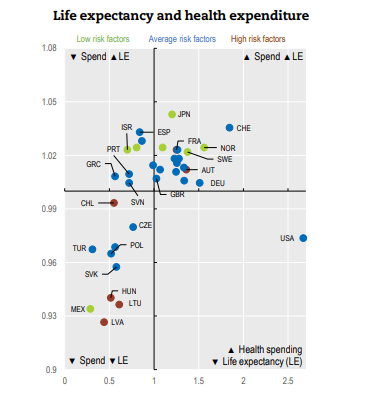 Life expectancy and health expenditure
Low risk factors Average risk factors High risk factors
1.08
▼ Spend ▲ LE ▲ Spend ▲ LE
1.05
JPN
ISR ESP CHE
FRA
PRT NOR
1.02
SWE
GRC AUT
DEU
GBR
SVN
CHL
0.99
CZE
USA
TUR POL
0.96
SVK
HUN
LTU
MEX
0.93
LVA
▲ Health spending
▼ Spend ▼ LE ▼ Life expectancy (LE)
0.9
0 0.5 1 1.5 2 2.5